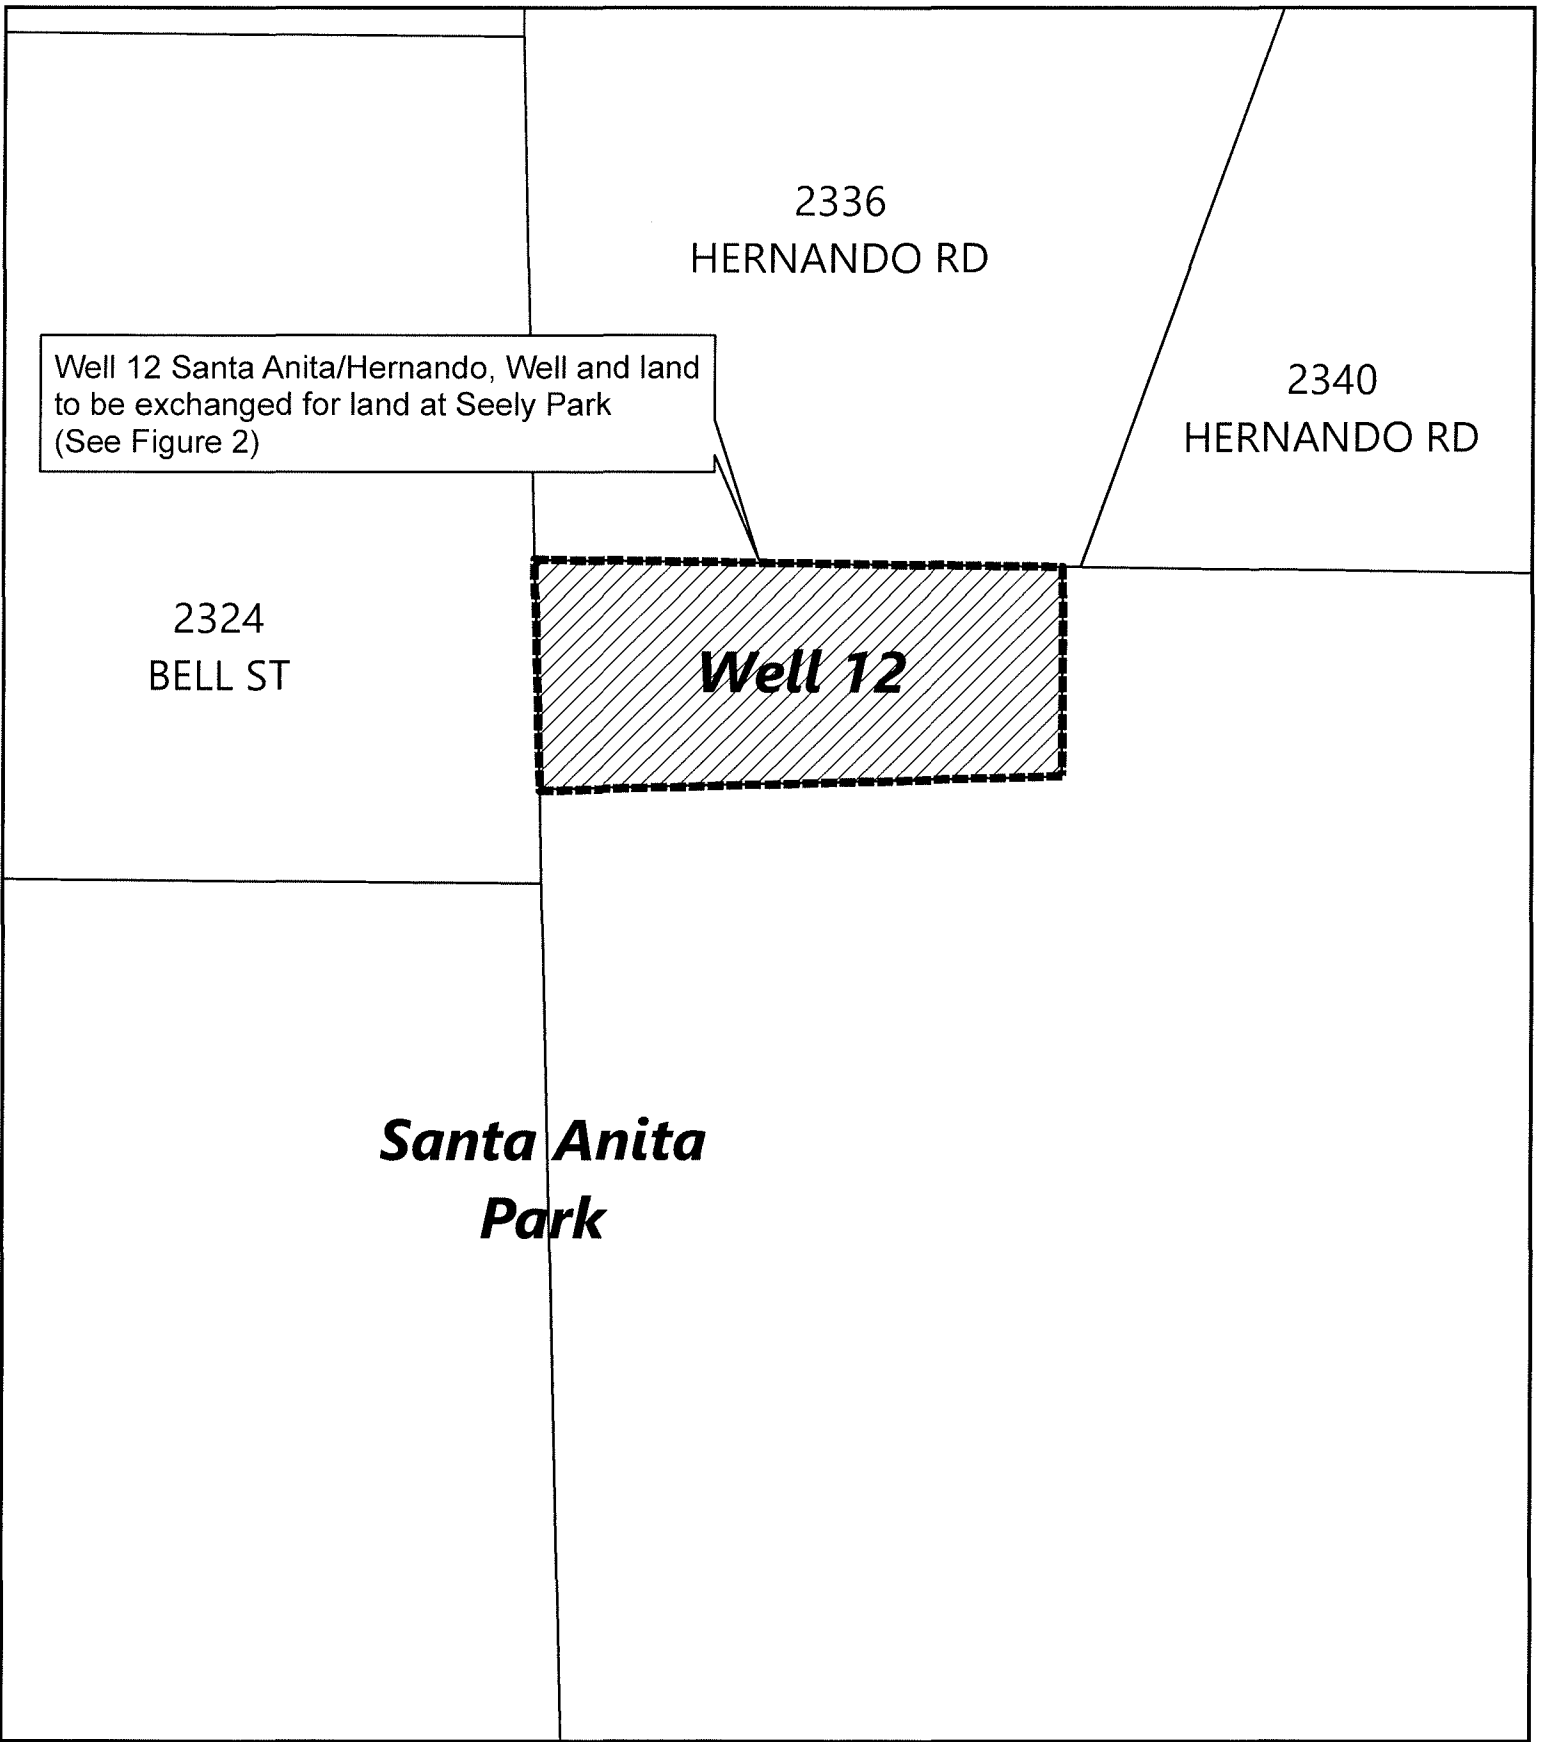 2336
HERNANDO RD
Well 12 Santa Anita/Hernando, Well and land
to be exchanged for land at Seely Park
(See Figure 2)
2340
HERNANDO RD
2324
BELL ST
Well 12
Santa Anita
Park